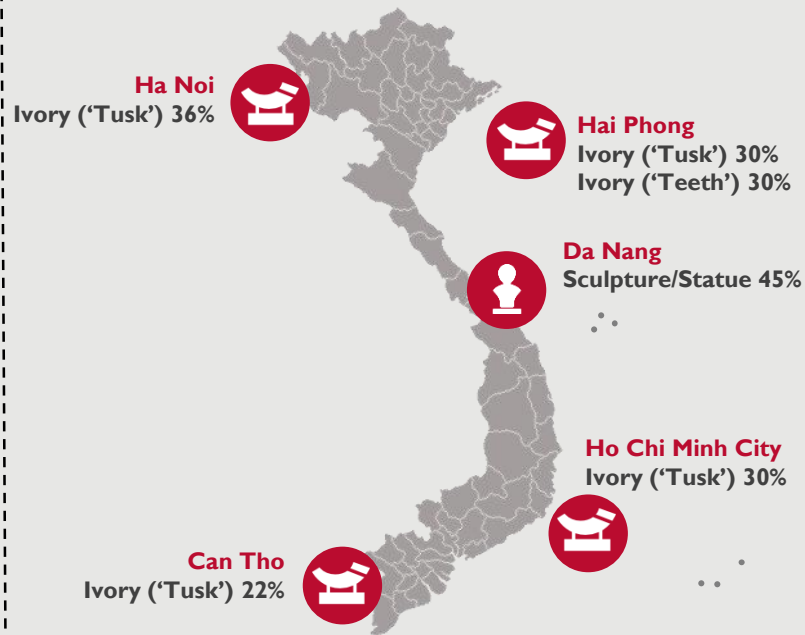 Ha Noi
Ivory (‘Tusk’) 36%
Hai Phong
Ivory (‘Tusk’) 30%
Ivory (‘Teeth’) 30%
Da Nang
Sculpture/Statue 45%
Ho Chi Minh City
Ivory (‘Tusk’) 30%
Can Tho
Ivory (‘Tusk’) 22%